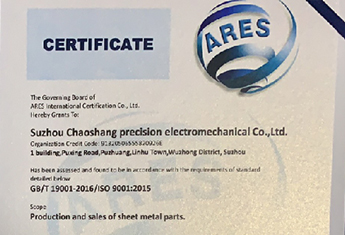 CERTIFICATE
ARES
The Governing Board of
ARES International Certification Co., Ltd.
Hereby Grants To:
Suzhou Chaoshang precision electromechanical Co.,Ltd.
Organization Credit Code:
1 building,Puxing Road,Puzhuang,Linhu Town,Wuzhong District, Suzhou
Has been assessed and found to be in accordance with the requirements of standard
detailed below
GB/T 19001-2016/ISO 9001:2015
Scope
Production and sales of sheet metal parts.